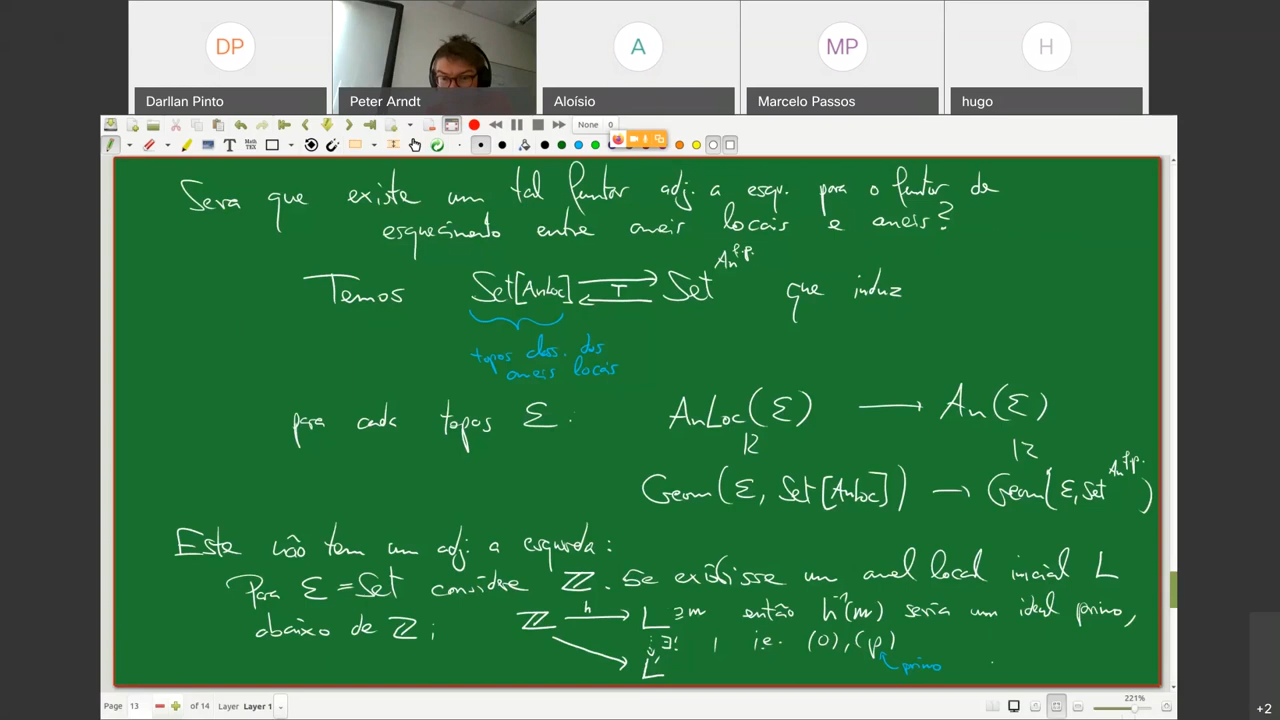 DP A MP H
Darllan Pinto Peter Arndt Aloísio Marcelo Passos hugo
None 0
Sera que existe um tal funtor adj. a esqu. para o funtor de
esquecimento entre aneis locais e aneis?
Temos Set[AnLoc] ⇄ ⊤ Set^{An^{f.p.}} que induz
topos class. dos
aneis locais
para cada topos Σ: AnLoc(Σ) → An(Σ)
≀≀ ≀≀
Geom(Σ, Set[AnLoc]) → Geom(Σ, Set^{An^{f.p.}})
Este não tem um adj. a esquerda:
Para Σ = Set considere ℤ. Se existisse um anel local inicial L
abaixo de ℤ; ℤ —h→ L ∋ m então h⁻¹(m) seria um ideal primo,
∃! , i.e. (0), (p)
L' primo
Page 13 of 14 Layer Layer 1 221%
+2